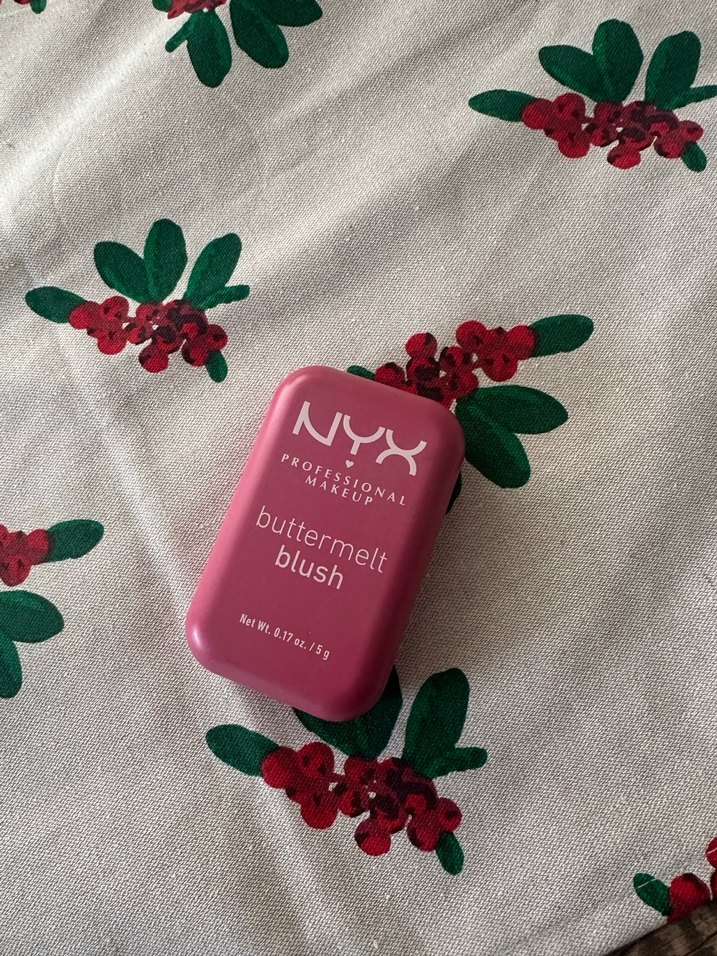 NYX
PROFESSIONAL
MAKEUP
buttermelt
blush
Net Wt. 0.17 oz. / 5 g